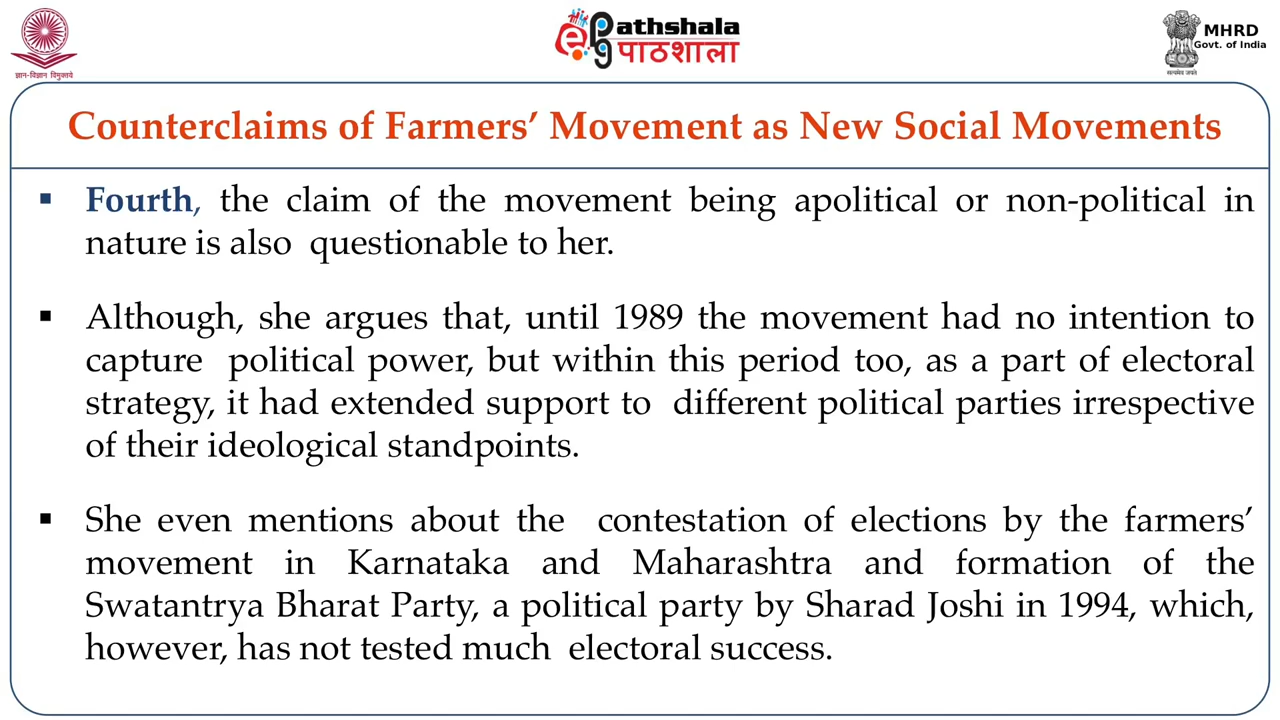 ज्ञान-विज्ञान विमुक्तये
ePathshala
पाठशाला
MHRD
Govt. of India
सत्यमेव जयते
Counterclaims of Farmers’ Movement as New Social Movements
▪ Fourth, the claim of the movement being apolitical or non-political in
nature is also questionable to her.
▪ Although, she argues that, until 1989 the movement had no intention to
capture political power, but within this period too, as a part of electoral
strategy, it had extended support to different political parties irrespective
of their ideological standpoints.
▪ She even mentions about the contestation of elections by the farmers’
movement in Karnataka and Maharashtra and formation of the
Swatantrya Bharat Party, a political party by Sharad Joshi in 1994, which,
however, has not tested much electoral success.